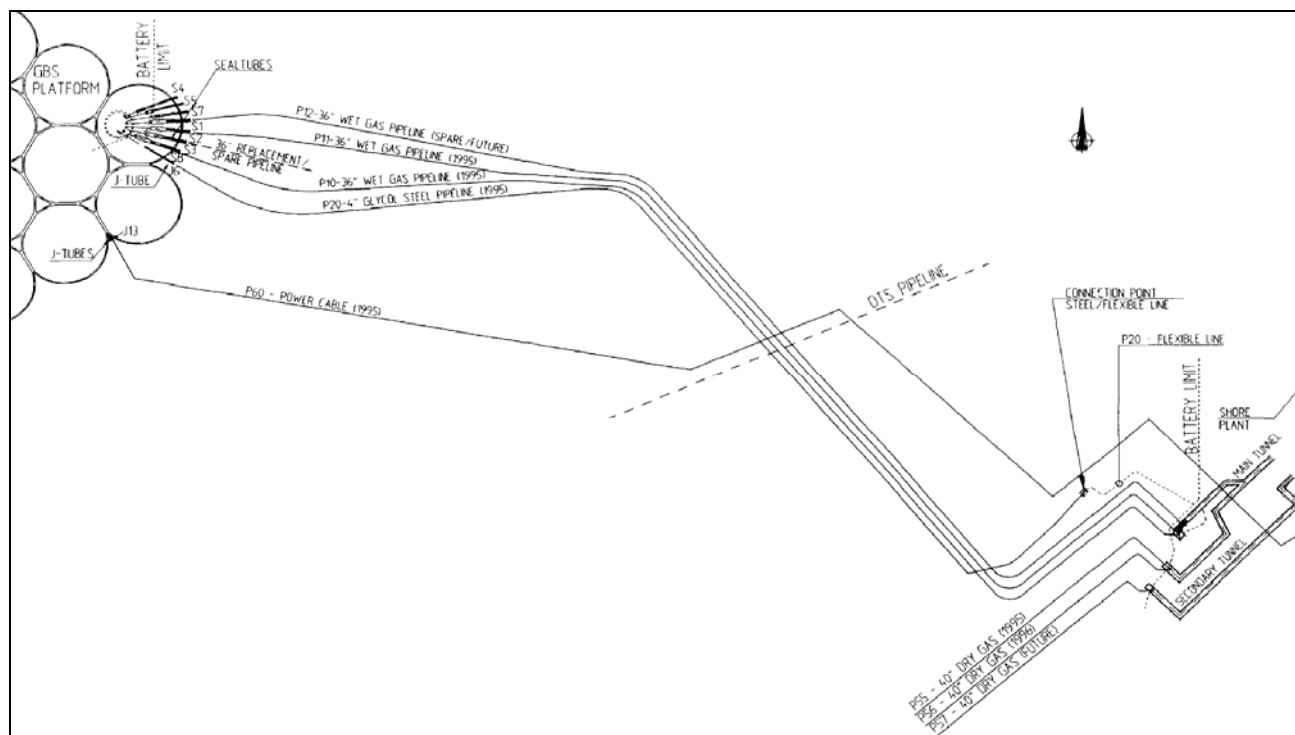 GBS
PLATFORM
BATTERY
LIMIT
SEALTUBES
S4
S5
S7
S1
S2
S3
J6
36" REPLACEMENT/
SPARE PIPELINE
J-TUBE
P12-36" WET GAS PIPELINE (SPARE/FUTURE)
P11-36" WET GAS PIPELINE (1995)
P10-36" WET GAS PIPELINE (1995)
P20-4" GLYCOL STEEL PIPELINE (1995)
J13
J-TUBES
P60 - POWER CABLE (1995)
OTS PIPELINE
CONNECTION POINT
STEEL/FLEXIBLE LINE
P20 - FLEXIBLE LINE
BATTERY LIMIT
SHORE
PLANT
MAIN TUNNEL
SECONDARY TUNNEL
P55 - 40" DRY GAS (1995)
P56 - 40" DRY GAS (1996)
P57 - 40" DRY GAS (FUTURE)